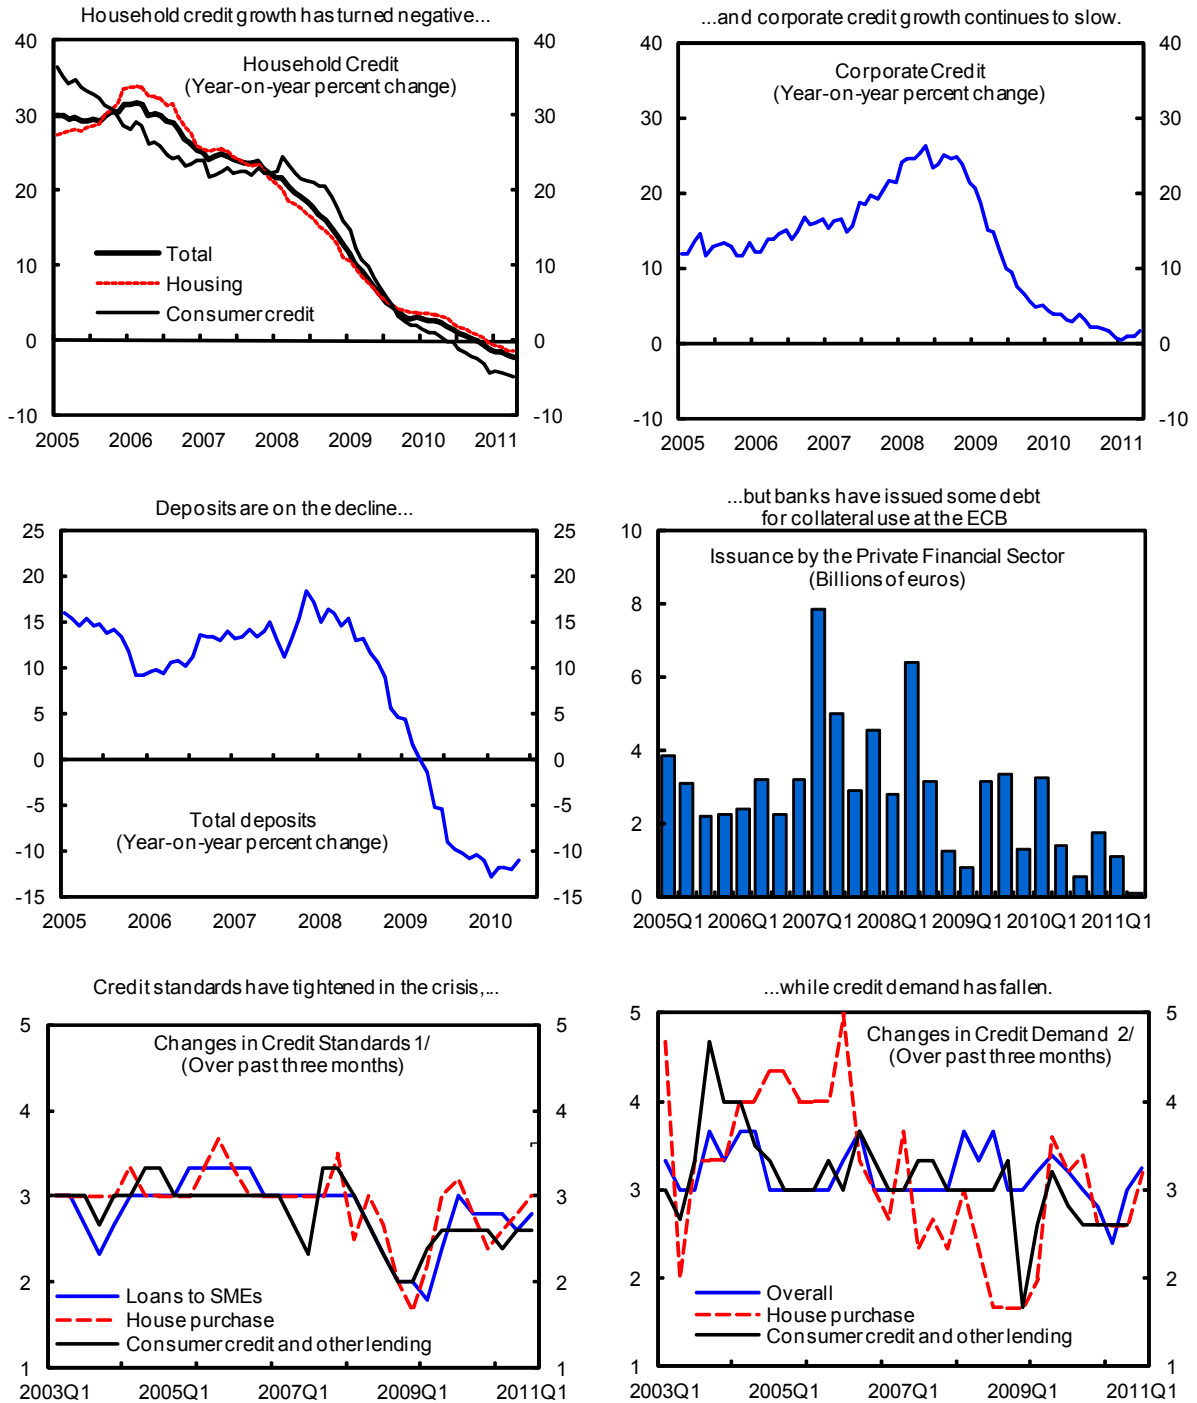 Household credit growth has turned negative...
40
30
20
10
0
-10
Household Credit
(Year-on-year percent change)
Total
Housing
Consumer credit
40
30
20
10
0
-10
2005 2006 2007 2008 2009 2010 2011
...and corporate credit growth continues to slow.
40
30
20
10
0
-10
Corporate Credit
(Year-on-year percent change)
40
30
20
10
0
-10
2005 2006 2007 2008 2009 2010 2011
Deposits are on the decline...
25
20
15
10
5
0
-5
-10
-15
Total deposits
(Year-on-year percent change)
25
20
15
10
5
0
-5
-10
-15
2005 2006 2007 2008 2009 2010
...but banks have issued some debt
for collateral use at the ECB
10
8
6
4
2
0
Issuance by the Private Financial Sector
(Billions of euros)
2005Q1 2006Q1 2007Q1 2008Q1 2009Q1 2010Q1 2011Q1
Credit standards have tightened in the crisis,...
5
4
3
2
1
Changes in Credit Standards 1/
(Over past three months)
Loans to SMEs
House purchase
Consumer credit and other lending
5
4
3
2
1
2003Q1 2005Q1 2007Q1 2009Q1 2011Q1
...while credit demand has fallen.
5
4
3
2
1
Changes in Credit Demand 2/
(Over past three months)
Overall
House purchase
Consumer credit and other lending
5
4
3
2
1
2003Q1 2005Q1 2007Q1 2009Q1 2011Q1